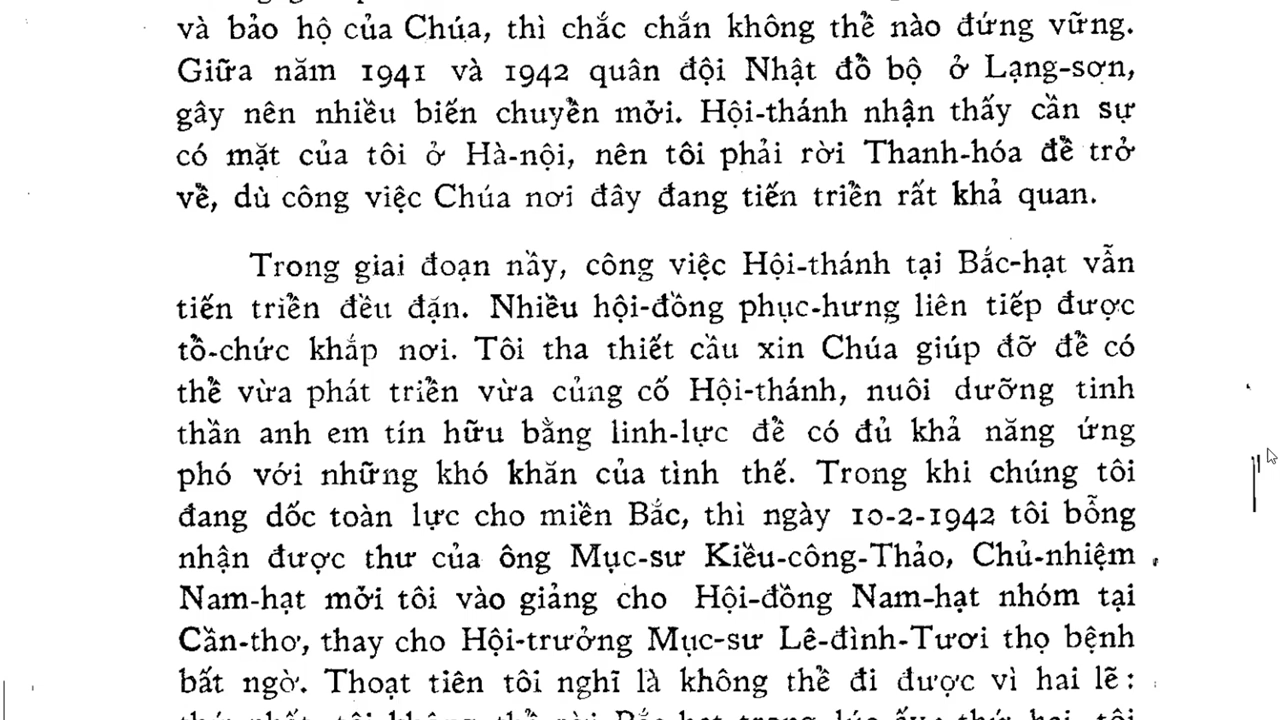 và bảo hộ của Chúa, thì chắc chắn không thể nào đứng vững.
Giữa năm 1941 và 1942 quân đội Nhật đổ bộ ở Lạng-sơn,
gây nên nhiều biến chuyển mới. Hội-thánh nhận thấy cần sự
có mặt của tôi ở Hà-nội, nên tôi phải rời Thanh-hóa để trở
về, dù công việc Chúa nơi đây đang tiến triển rất khả quan.
Trong giai đoạn nầy, công việc Hội-thánh tại Bắc-hạt vẫn
tiến triển đều đặn. Nhiều hội-đồng phục-hưng liên tiếp được
tổ-chức khắp nơi. Tôi tha thiết cầu xin Chúa giúp đỡ để có
thể vừa phát triển vừa củng cố Hội-thánh, nuôi dưỡng tinh
thần anh em tín hữu bằng linh-lực để có đủ khả năng ứng
phó với những khó khăn của tình thế. Trong khi chúng tôi
đang dốc toàn lực cho miền Bắc, thì ngày 10-2-1942 tôi bỗng
nhận được thư của ông Mục-sư Kiều-công-Thảo, Chủ-nhiệm
Nam-hạt mời tôi vào giảng cho Hội-đồng Nam-hạt nhóm tại
Cần-thơ, thay cho Hội-trưởng Mục-sư Lê-đình-Tươi thọ bệnh
bất ngờ. Thoạt tiên tôi nghĩ là không thể đi được vì hai lẽ :